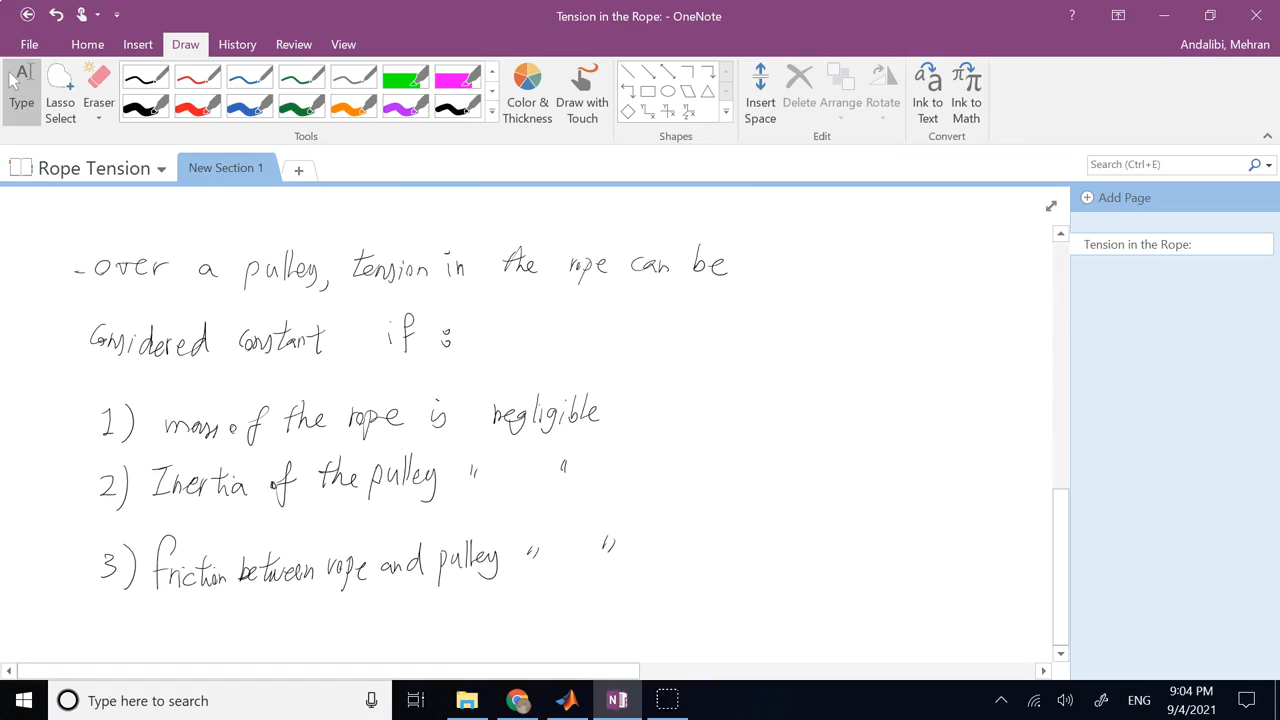 Tension in the Rope: - OneNote
?
File
Home
Insert
Draw
History
Review
View
Andalibi, Mehran
Type
Lasso Select
Eraser
Color & Thickness
Draw with Touch
Insert Space
Delete
Arrange
Rotate
Ink to Text
Ink to Math
Tools
Shapes
Edit
Convert
Rope Tension
New Section 1
Search (Ctrl+E)
Add Page
Tension in the Rope:
- over a pulley, tension in the rope can be
considered constant if :
1) mass of the rope is negligible
2) Inertia of the pulley " "
3) friction between rope and pulley " "
Type here to search
ENG
9:04 PM
9/4/2021